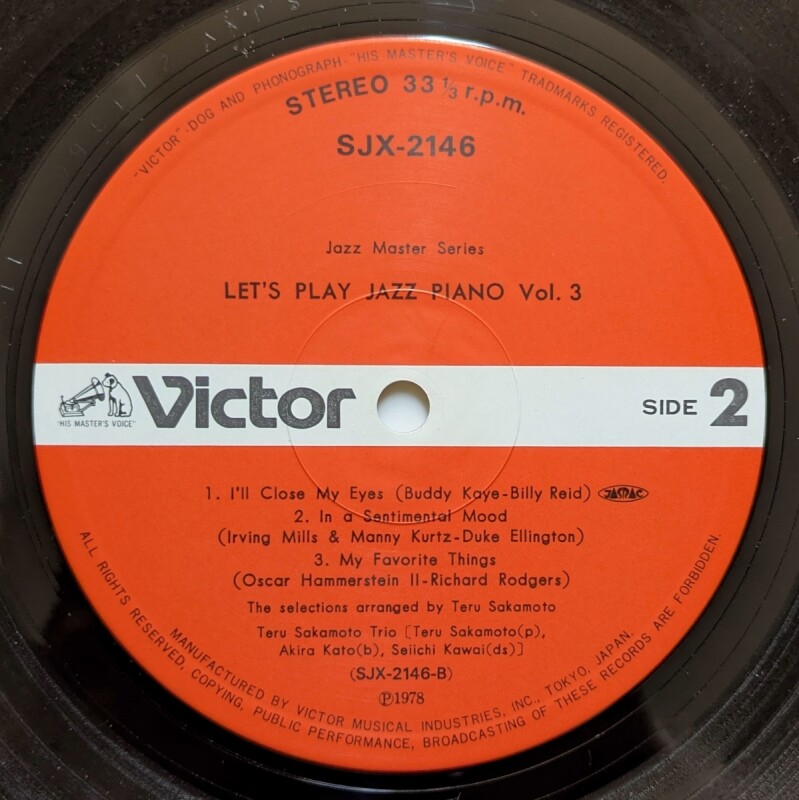 "VICTOR"-DOG AND PHONOGRAPH-"HIS MASTER'S VOICE" TRADMARKS REGISTERED.
STEREO 33 1/3 r.p.m.
SJX-2146
Jazz Master Series
LET'S PLAY JAZZ PIANO Vol. 3
"HIS MASTER'S VOICE"
Victor
SIDE 2
1. I'll Close My Eyes (Buddy Kaye-Billy Reid) JASRAC
2. In a Sentimental Mood
(Irving Mills & Manny Kurtz-Duke Ellington)
3. My Favorite Things
(Oscar Hammerstein II-Richard Rodgers)
The selections arranged by Teru Sakamoto
Teru Sakamoto Trio [Teru Sakamoto(p),
Akira Kato(b), Seiichi Kawai(ds)]
(SJX-2146-B)
Ⓟ1978
MANUFACTURED BY VICTOR MUSICAL INDUSTRIES, INC., TOKYO, JAPAN.
ALL RIGHTS RESERVED, COPYING, PUBLIC PERFORMANCE, BROADCASTING OF THESE RECORDS ARE FORBIDDEN.